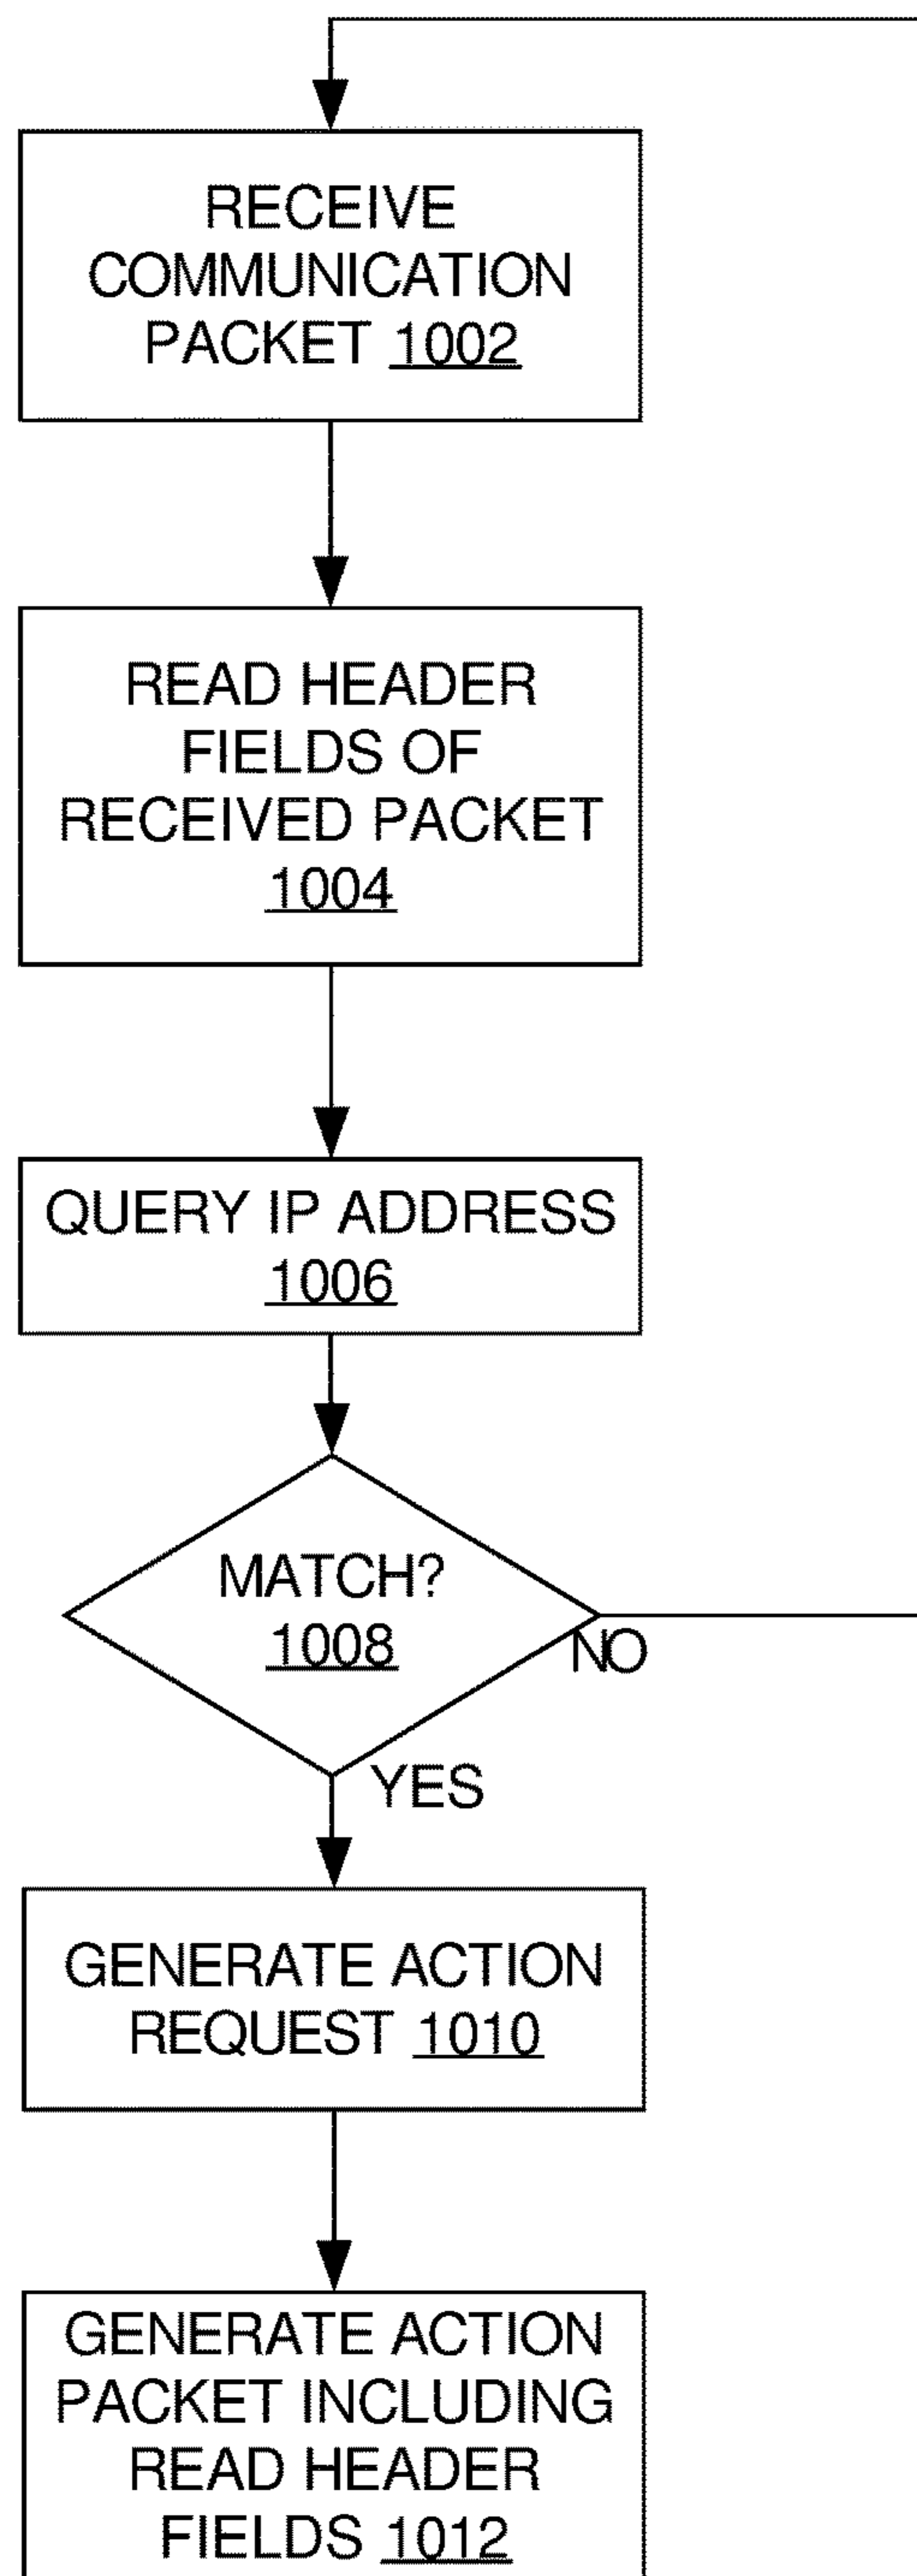 RECEIVE
COMMUNICATION
PACKET 1002
READ HEADER
FIELDS OF
RECEIVED PACKET
1004
QUERY IP ADDRESS
1006
MATCH?
1008
NO
YES
GENERATE ACTION
REQUEST 1010
GENERATE ACTION
PACKET INCLUDING
READ HEADER
FIELDS 1012